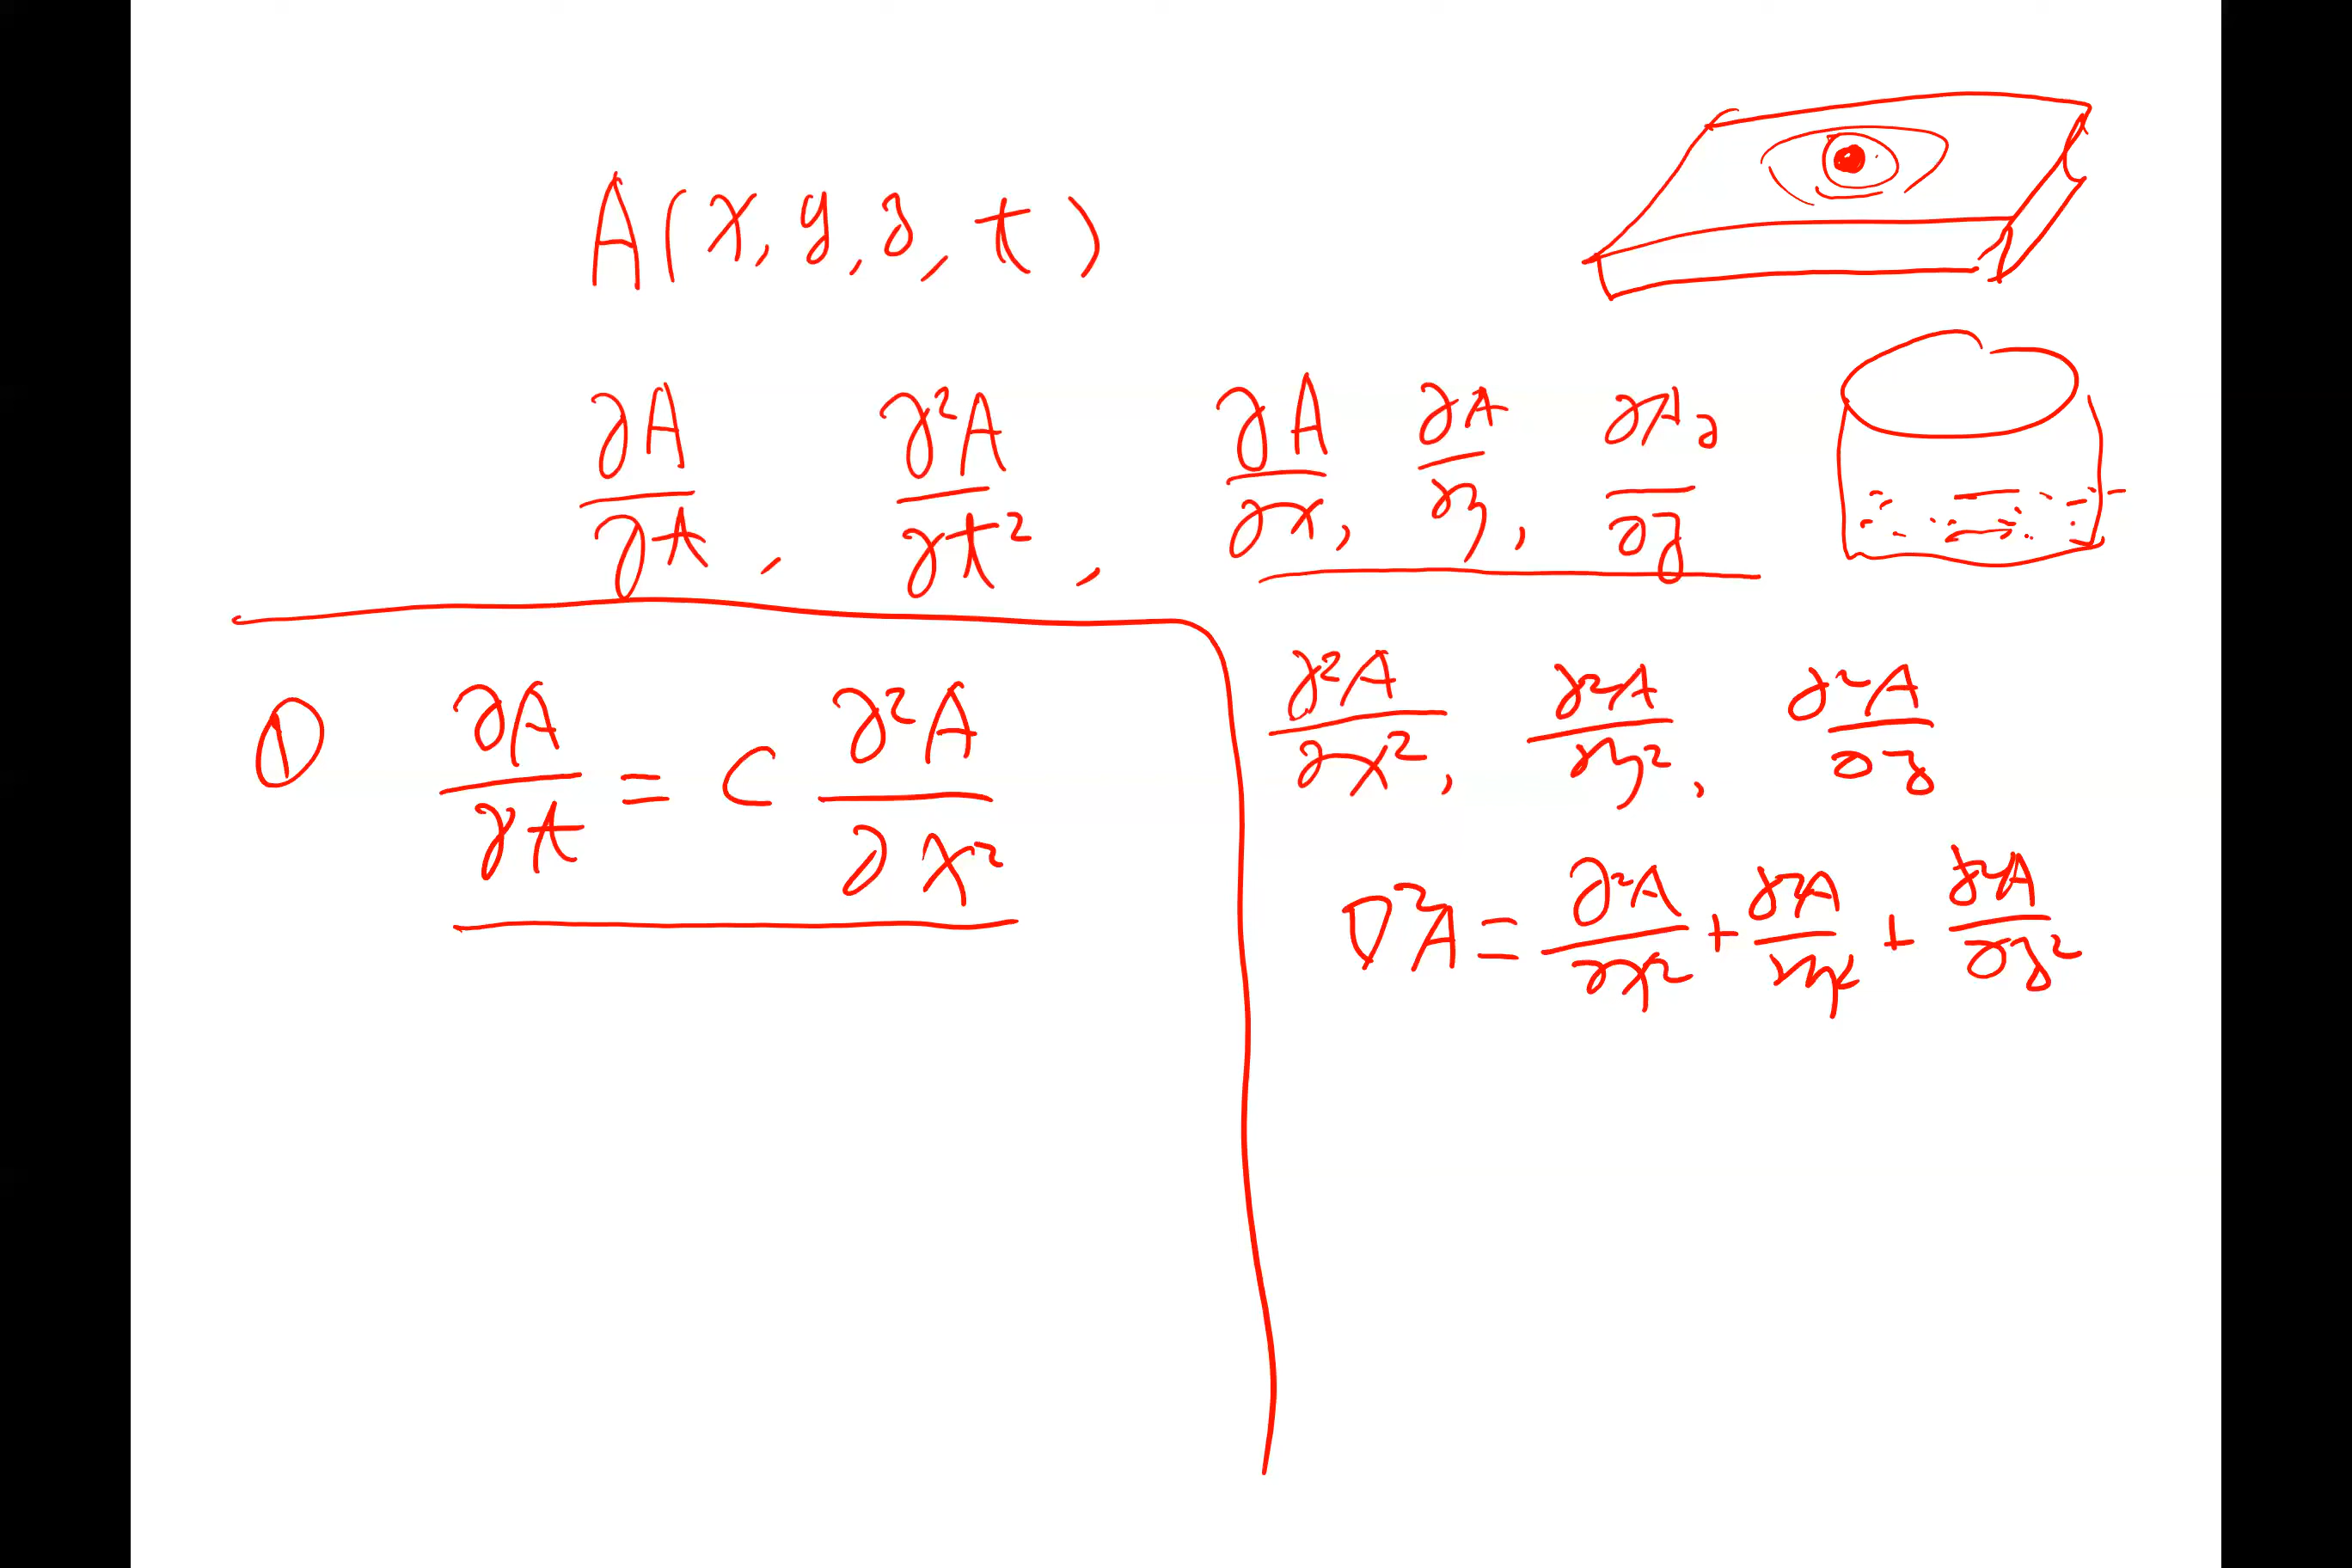 A(x, y, z, t)
∂A/∂t , ∂²A/∂t² , ∂A/∂x , ∂A/∂y , ∂A/∂z
① ∂A/∂t = C ∂²A/∂x²
∂²A/∂x² , ∂²A/∂y² , ∂²A/∂z
∇²A = ∂²A/∂x² + ∂²A/∂y² + ∂²A/∂z²